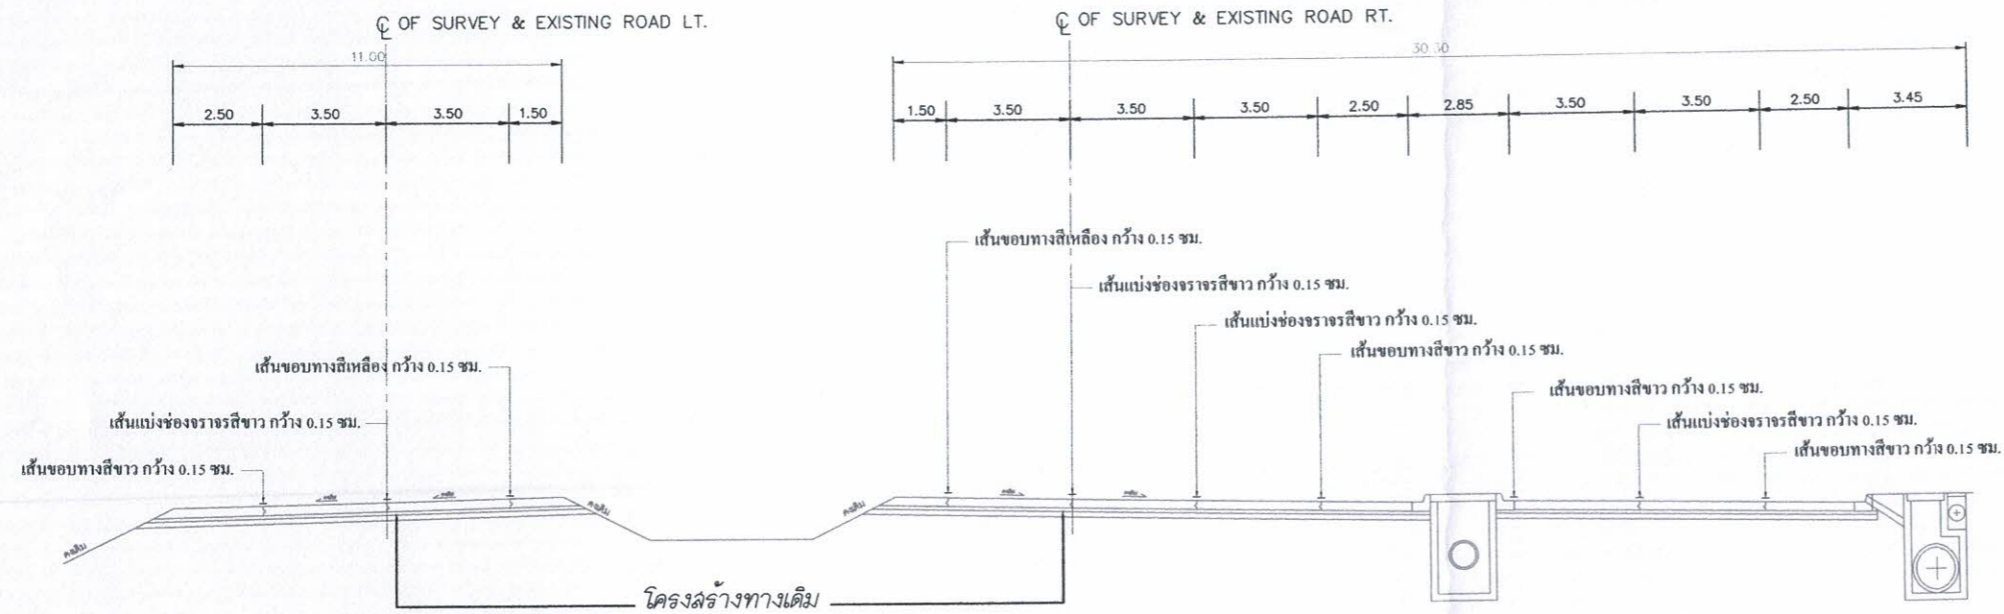 ℄ OF SURVEY & EXISTING ROAD LT.
℄ OF SURVEY & EXISTING ROAD RT.
11.00
30.30
2.50 3.50 3.50 1.50
1.50 3.50 3.50 3.50 2.50 2.85 3.50 3.50 2.50 3.45
เส้นขอบทางสีเหลือง กว้าง 0.15 ซม.
เส้นแบ่งช่องจราจรสีขาว กว้าง 0.15 ซม.
เส้นแบ่งช่องจราจรสีขาว กว้าง 0.15 ซม.
เส้นขอบทางสีขาว กว้าง 0.15 ซม.
เส้นขอบทางสีเหลือง กว้าง 0.15 ซม.
เส้นขอบทางสีขาว กว้าง 0.15 ซม.
เส้นแบ่งช่องจราจรสีขาว กว้าง 0.15 ซม.
เส้นแบ่งช่องจราจรสีขาว กว้าง 0.15 ซม.
เส้นขอบทางสีขาว กว้าง 0.15 ซม.
เส้นขอบทางสีขาว กว้าง 0.15 ซม.
คงเดิม
คงเดิม
คงเดิม
โครงสร้างทางเดิม